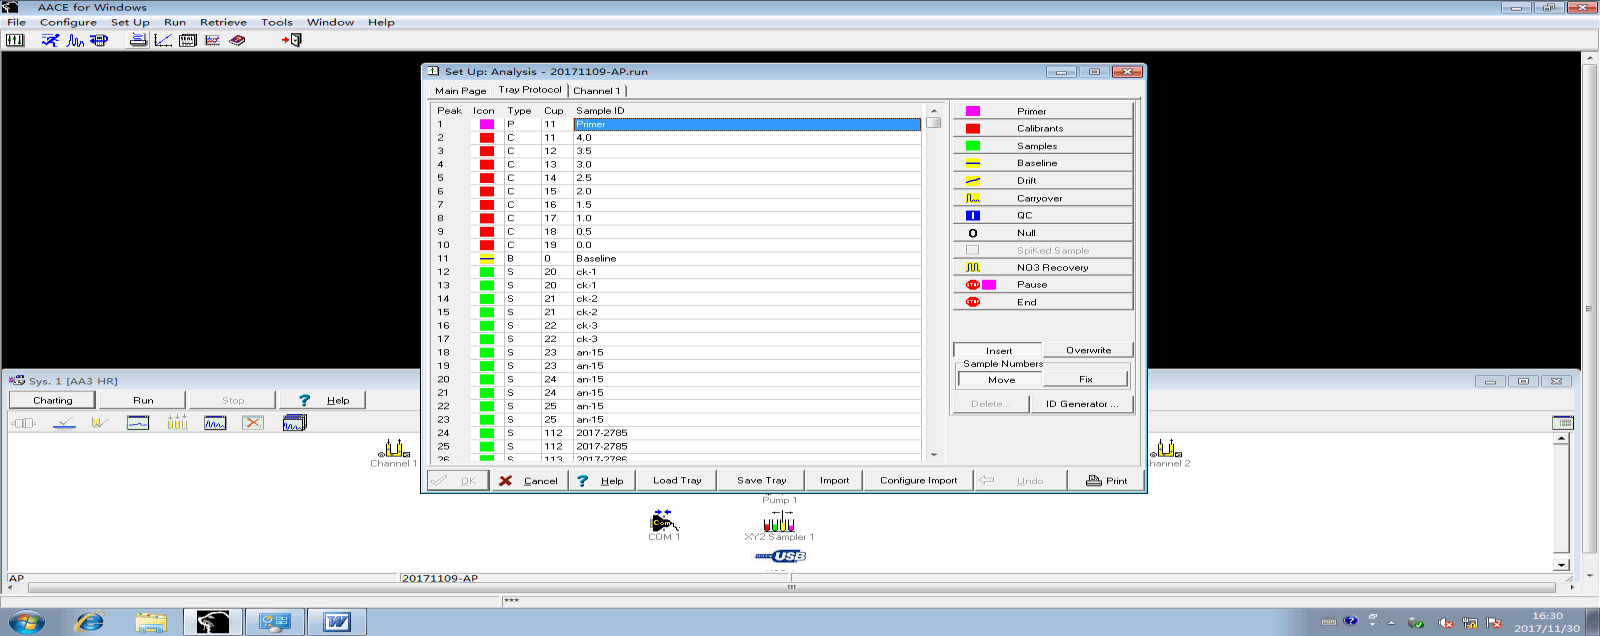 AACE for Windows
File Configure Set Up Run Retrieve Tools Window Help
Set Up: Analysis - 20171109-AP.run
Main Page Tray Protocol Channel 1
Peak Icon Type Cup Sample ID
1 P 11 Primer
2 C 11 4.0
3 C 12 3.5
4 C 13 3.0
5 C 14 2.5
6 C 15 2.0
7 C 16 1.5
8 C 17 1.0
9 C 18 0.5
10 C 19 0.0
11 B 0 Baseline
12 S 20 ck-1
13 S 20 ck-1
14 S 21 ck-2
15 S 21 ck-2
16 S 22 ck-3
17 S 22 ck-3
18 S 23 an-15
19 S 23 an-15
20 S 24 an-15
21 S 24 an-15
22 S 25 an-15
23 S 25 an-15
24 S 112 2017-2785
25 S 112 2017-2785
26 S 113 2017-2786
Primer
Calibrants
Samples
Baseline
Drift
Carryover
QC
Null
SpiKed Sample
NO3 Recovery
STOP Pause
STOP End
Insert Overwrite
Sample Numbers
Move Fix
Delete... ID Generator ...
OK Cancel Help Load Tray Save Tray Import Configure Import Undo Print
Sys. 1 [AA3 HR]
Charting Run Stop Help
Channel 1
Channel 2
Pump 1
Com
COM 1
XY2 Sampler 1
USB
AP 20171109-AP
***
16:30
2017/11/30